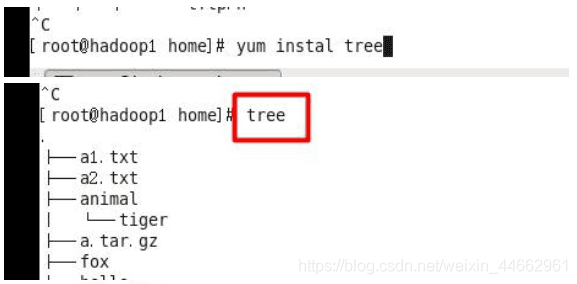 ^C
[ root@hadoop1 home]# yum instal tree
^C
[ root@hadoop1 home]# tree
.
├──a1.txt
├──a2.txt
├──animal
│   └──tiger
├──a.tar.gz
├──fox
https://blog.csdn.net/weixin_44662961